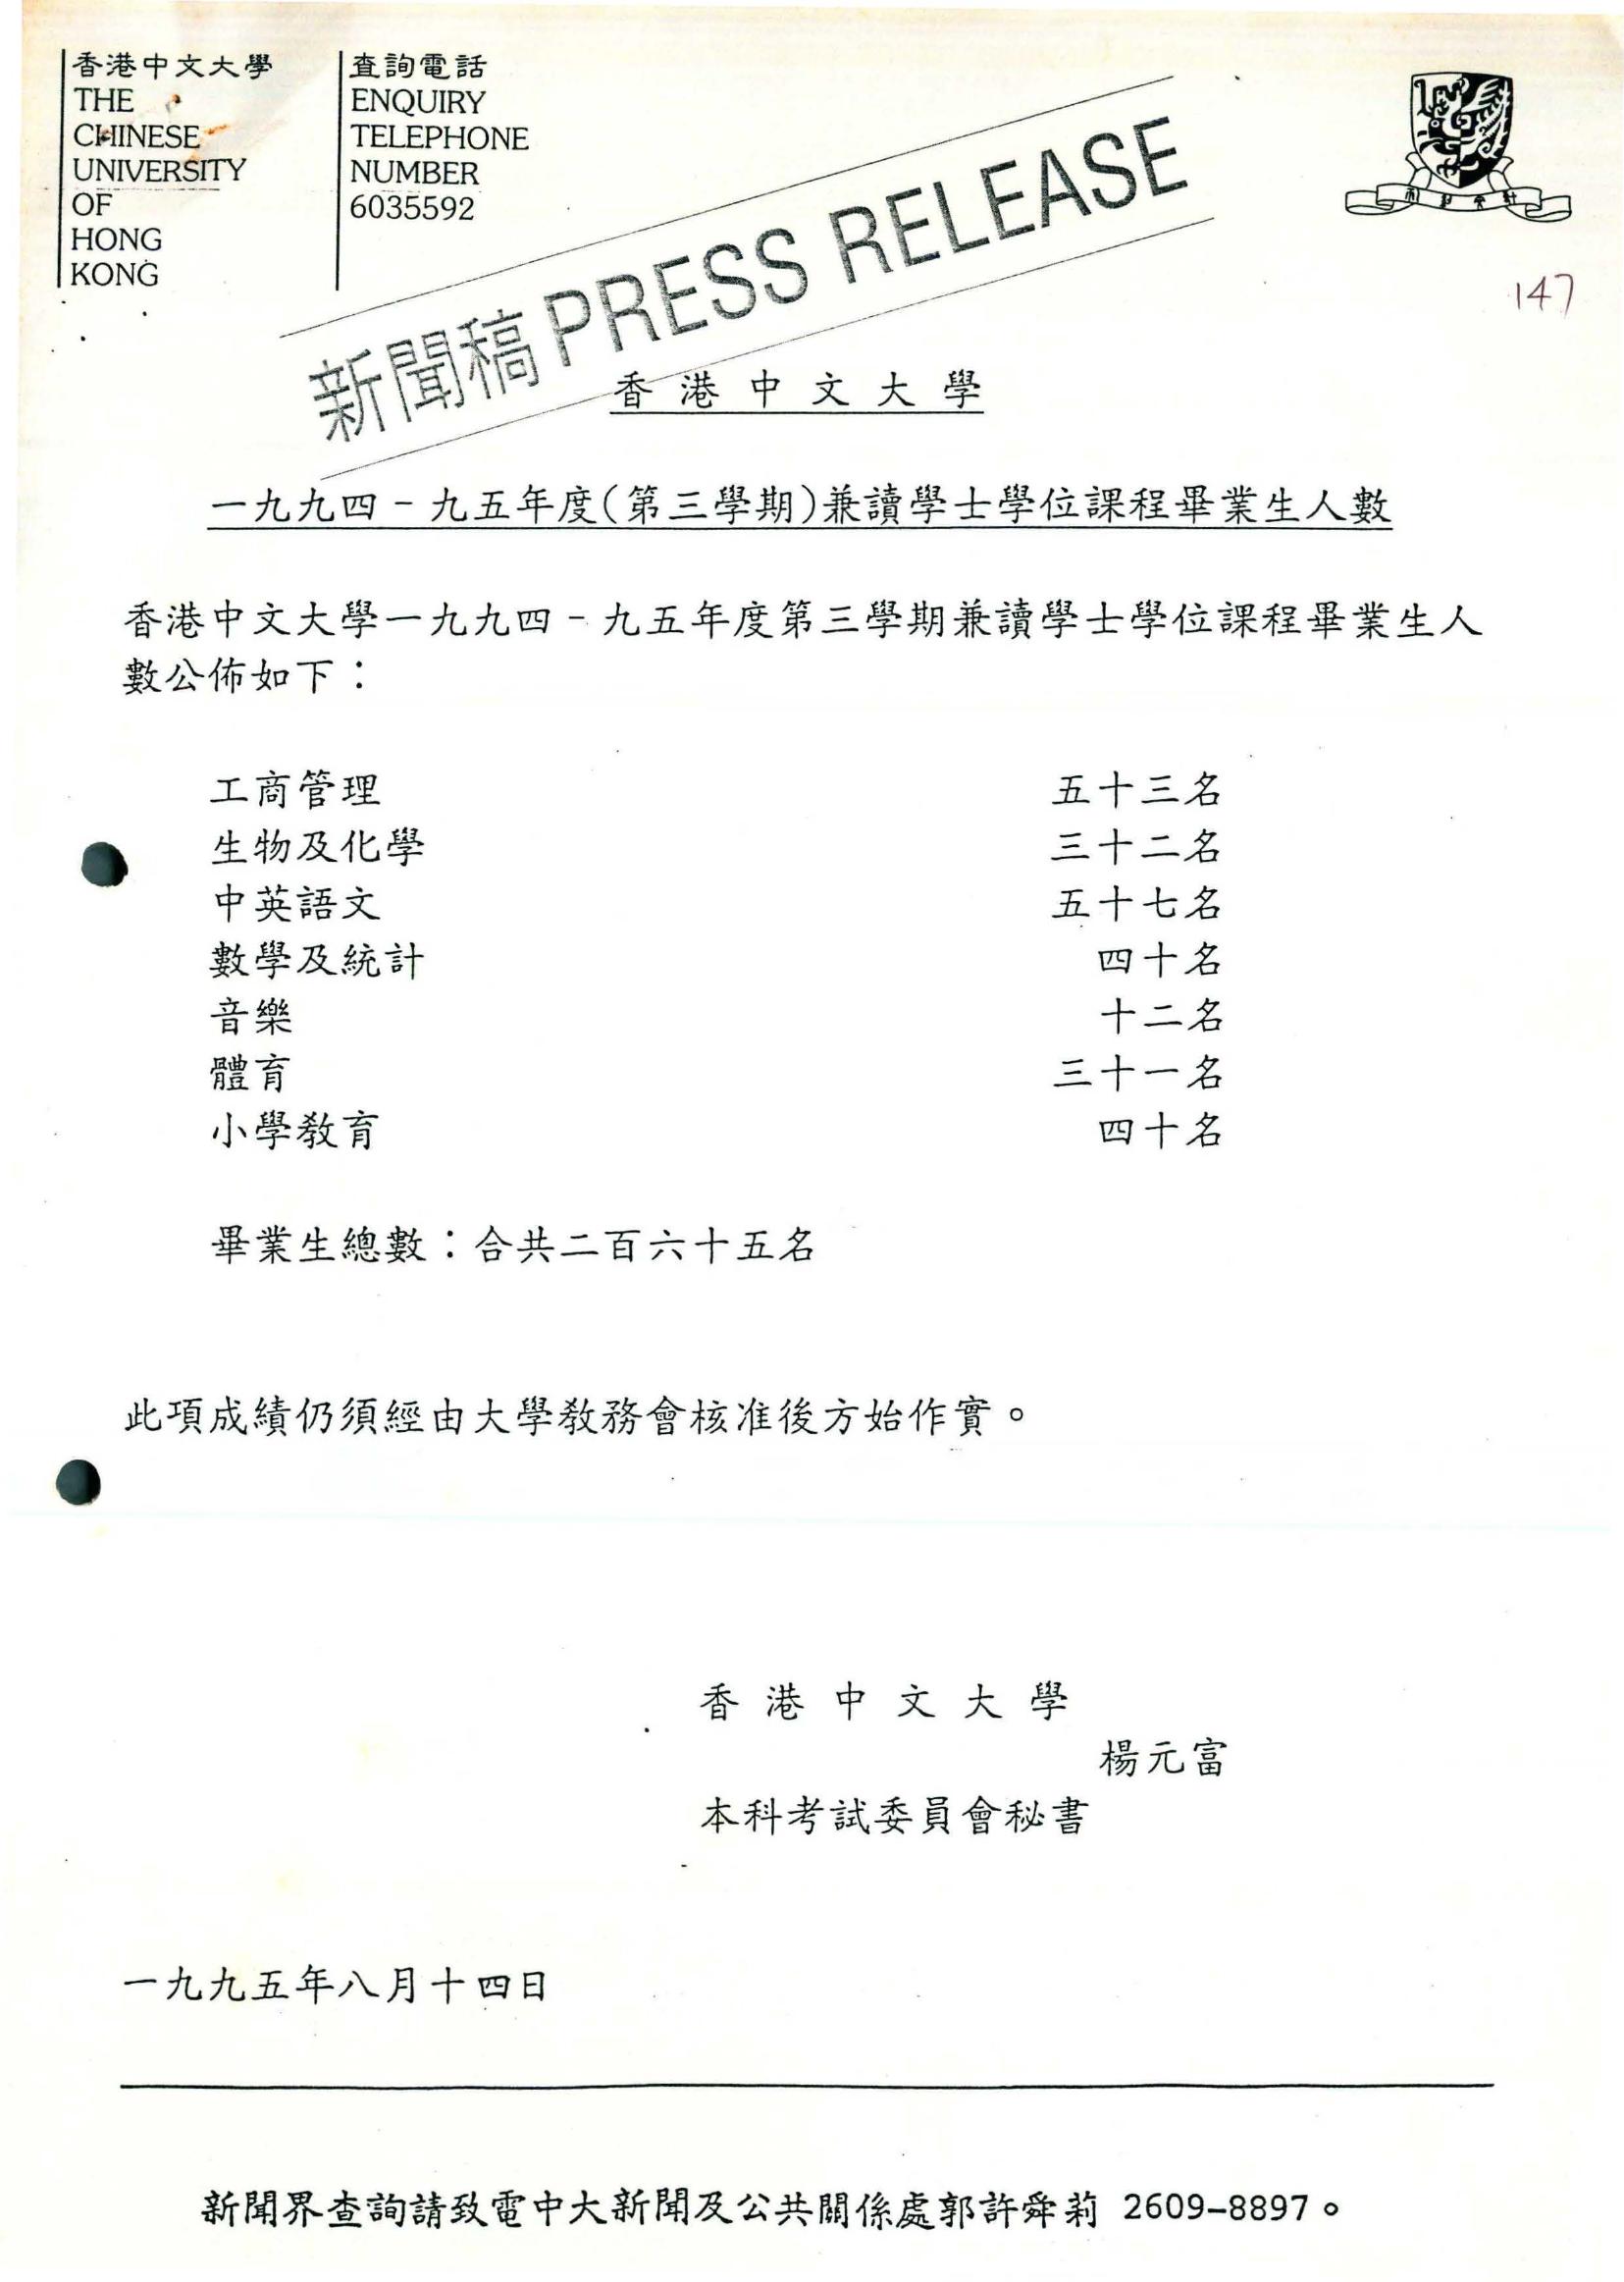 香港中文大學
THE
CHINESE
UNIVERSITY
OF
HONG
KONG
查詢電話
ENQUIRY
TELEPHONE
NUMBER
6035592
147
新聞稿 PRESS RELEASE
香港中文大學
一九九四-九五年度(第三學期)兼讀學士學位課程畢業生人數
香港中文大學一九九四-九五年度第三學期兼讀學士學位課程畢業生人
數公佈如下：
工商管理 五十三名
生物及化學 三十二名
中英語文 五十七名
數學及統計 四十名
音樂 十二名
體育 三十一名
小學教育 四十名
畢業生總數：合共二百六十五名
此項成績仍須經由大學教務會核准後方始作實。
香港中文大學
楊元富
本科考試委員會秘書
一九九五年八月十四日
新聞界查詢請致電中大新聞及公共關係處郭許舜莉 2609-8897。